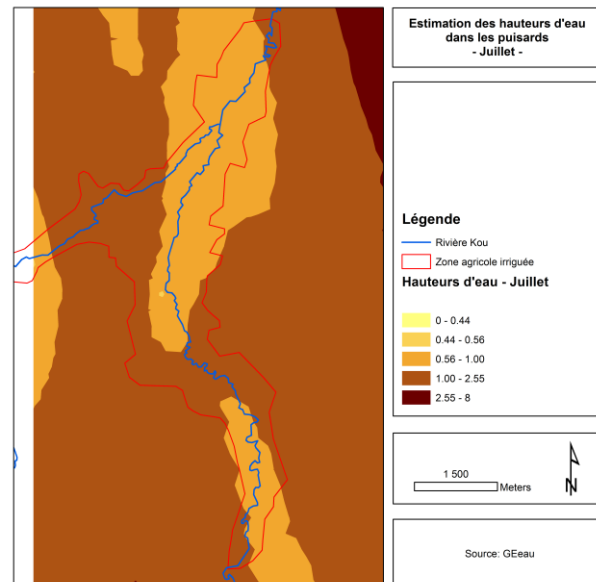 Estimation des hauteurs d'eau
dans les puisards
- Juillet -
Légende
Rivière Kou
Zone agricole irriguée
Hauteurs d'eau - Juillet
0 - 0.44
0.44 - 0.56
0.56 - 1.00
1.00 - 2.55
2.55 - 8
1 500
Meters
N
Source: GEeau